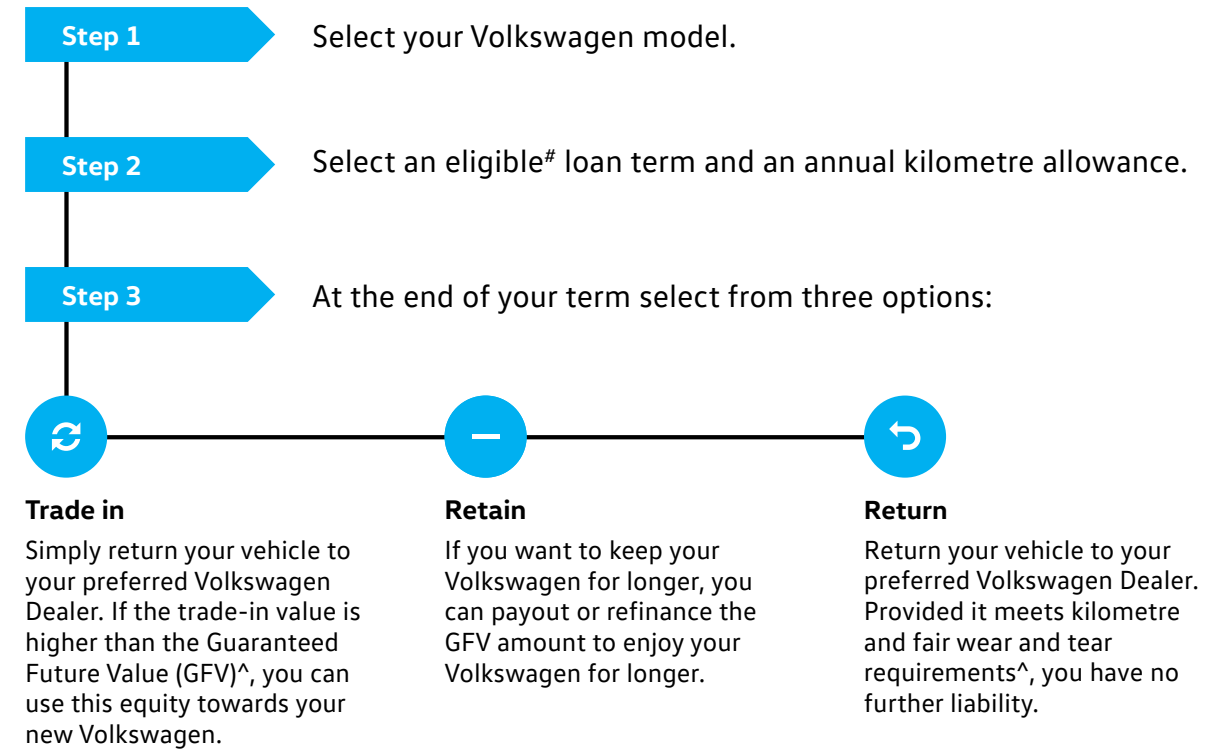 Step 1
Select your Volkswagen model.
Step 2
Select an eligible# loan term and an annual kilometre allowance.
Step 3
At the end of your term select from three options:
Trade in
Simply return your vehicle to
your preferred Volkswagen
Dealer. If the trade-in value is
higher than the Guaranteed
Future Value (GFV)^, you can
use this equity towards your
new Volkswagen.
Retain
If you want to keep your
Volkswagen for longer, you
can payout or refinance the
GFV amount to enjoy your
Volkswagen for longer.
Return
Return your vehicle to your
preferred Volkswagen Dealer.
Provided it meets kilometre
and fair wear and tear
requirements^, you have no
further liability.